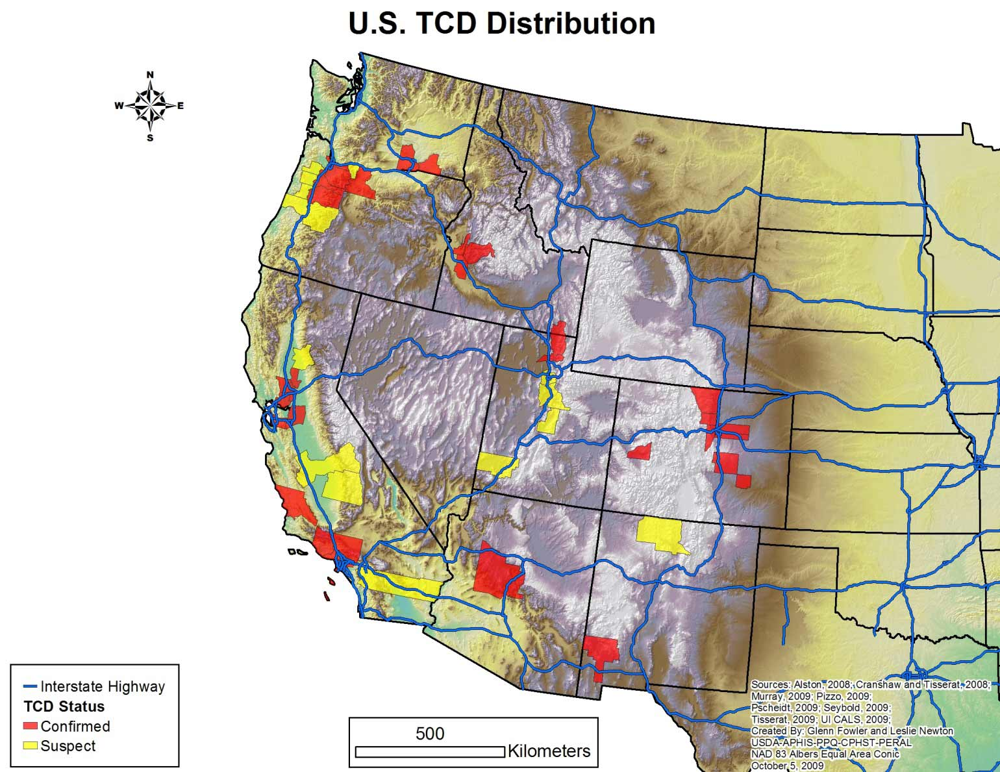 U.S. TCD Distribution
N
W E
S
Interstate Highway
TCD Status
Confirmed
Suspect
500
Kilometers
Sources: Alston, 2008; Cranshaw and Tisserat, 2008;
Murray, 2009; Pizzo, 2009;
Pscheidt, 2009; Seybold, 2009;
Tisserat, 2009; UI CALS, 2009;
Created By: Glenn Fowler and Leslie Newton
USDA-APHIS-PPQ-CPHST-PERAL
NAD 83 Albers Equal Area Conic
October 5, 2009